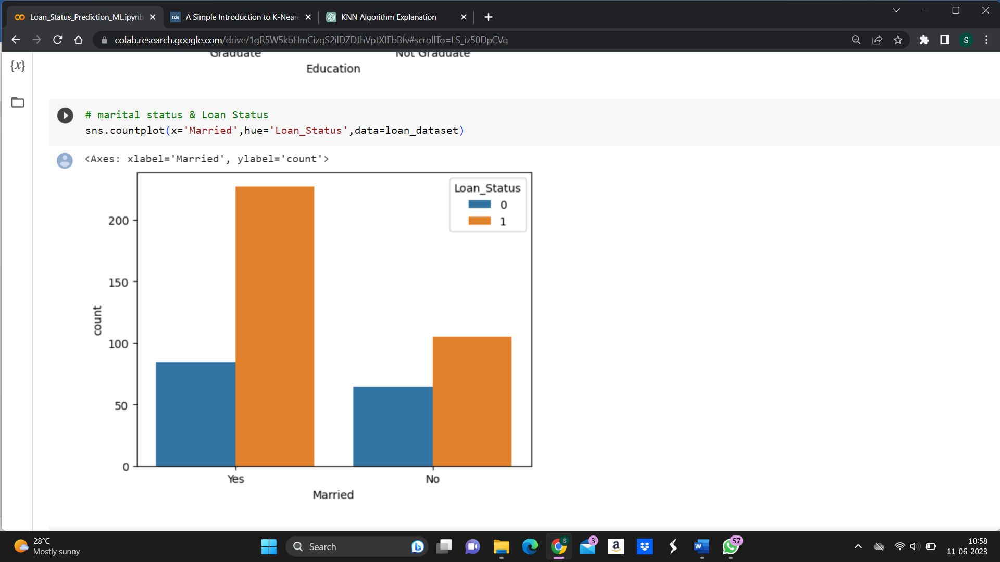 Loan_Status_Prediction_ML.ipynb
tds A Simple Introduction to K-Neare
KNN Algorithm Explanation
colab.research.google.com/drive/1gR5W5kbHmCizgS2ilDZDJhVptXfFbBfv#scrollTo=LS_iz50DpCVq
S
{x}
Graduate Not Graduate
Education
# marital status & Loan Status
sns.countplot(x='Married',hue='Loan_Status',data=loan_dataset)
<Axes: xlabel='Married', ylabel='count'>
Loan_Status
0
1
200
150
100
50
0
count
Yes No
Married
28°C
Mostly sunny
Search
S
3
a
W
57
10:58
11-06-2023